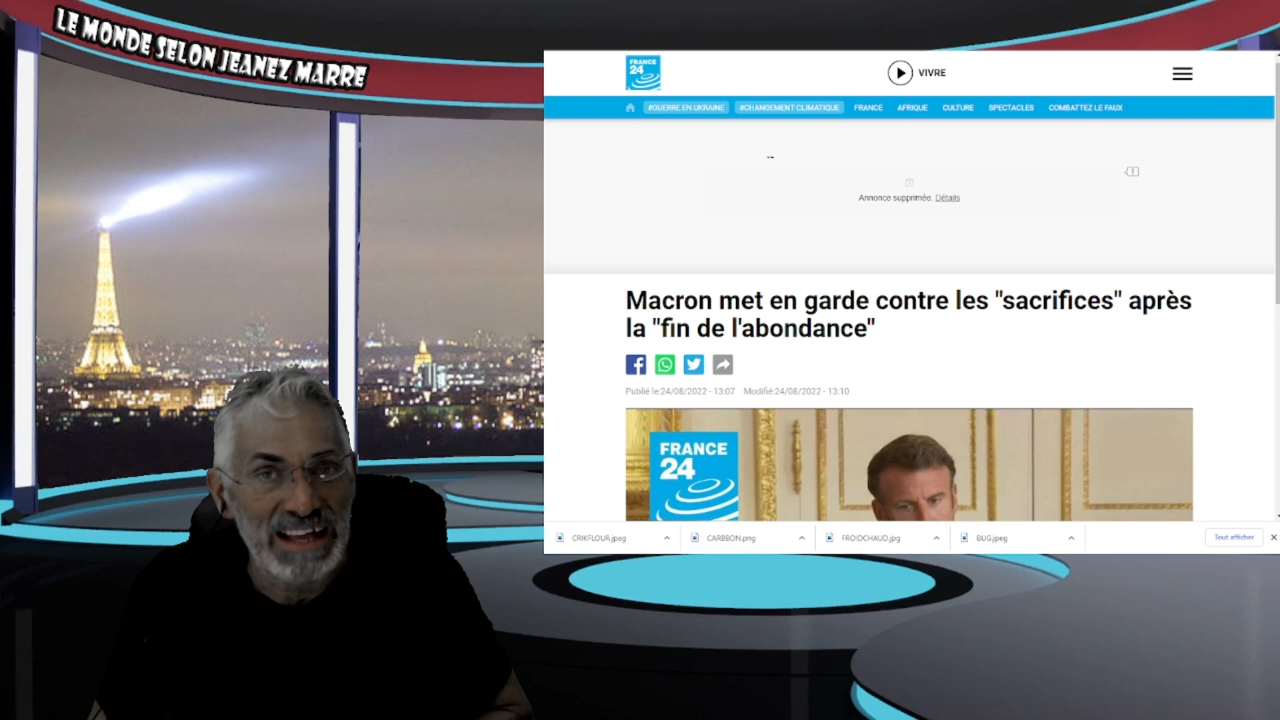 LE MONDE SELON JEANEZ MARRE
FRANCE
24
VIVRE
#GUERRE EN UKRAINE #CHANGEMENT CLIMATIQUE FRANCE AFRIQUE CULTURE SPECTACLES COMBATTEZ LE FAUX
Annonce supprimée. Détails
Macron met en garde contre les "sacrifices" après
la "fin de l'abondance"
Publié le:24/08/2022 - 13:07 Modifié:24/08/2022 - 13:10
FRANCE
24
CRIKFLOUR.jpeg CARBBON.png FROIDCHAUD.jpg BUG.jpeg Tout afficher